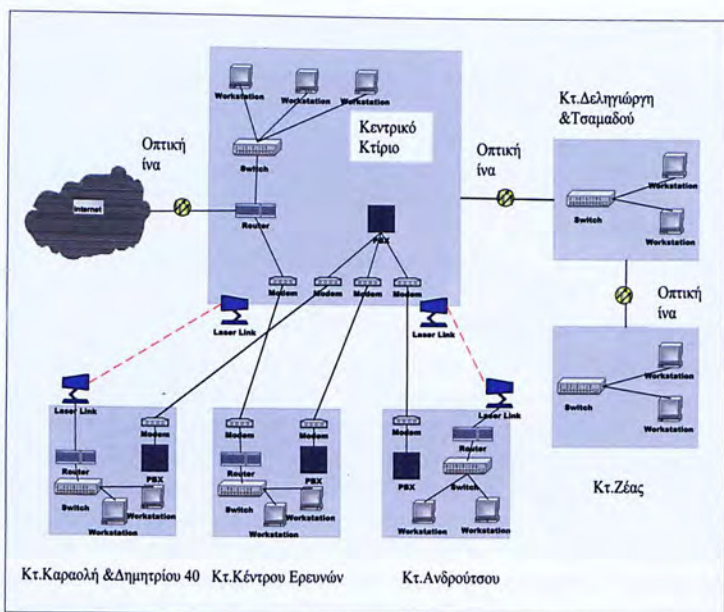 Workstation
Workstation
Workstation
Κεντρικό
Κτίριο
Switch
Οπτική
ίνα
Internet
Router
PBX
Modem
Modem
Modem
Modem
Laser Link
Laser Link
Οπτική
ίνα
Κτ.Δεληγιώργη
&Τσαμαδού
Workstation
Switch
Workstation
Οπτική
ίνα
Workstation
Switch
Workstation
Κτ.Ζέας
Laser Link
Modem
Router
PBX
Switch
Workstation
Workstation
Κτ.Καραολή &Δημητρίου 40
Modem
Modem
Router
PBX
Switch
Workstation
Workstation
Κτ.Κέντρου Ερευνών
Laser Link
Modem
Router
PBX
Switch
Workstation
Workstation
Κτ.Ανδρούτσου